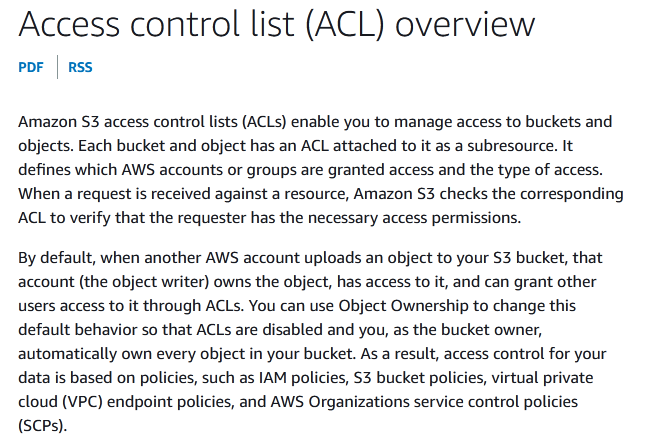 Access control list (ACL) overview
PDF
RSS
Amazon S3 access control lists (ACLs) enable you to manage access to buckets and
objects. Each bucket and object has an ACL attached to it as a subresource. It
defines which AWS accounts or groups are granted access and the type of access.
When a request is received against a resource, Amazon S3 checks the corresponding
ACL to verify that the requester has the necessary access permissions.
By default, when another AWS account uploads an object to your S3 bucket, that
account (the object writer) owns the object, has access to it, and can grant other
users access to it through ACLs. You can use Object Ownership to change this
default behavior so that ACLs are disabled and you, as the bucket owner,
automatically own every object in your bucket. As a result, access control for your
data is based on policies, such as IAM policies, S3 bucket policies, virtual private
cloud (VPC) endpoint policies, and AWS Organizations service control policies
(SCPs).